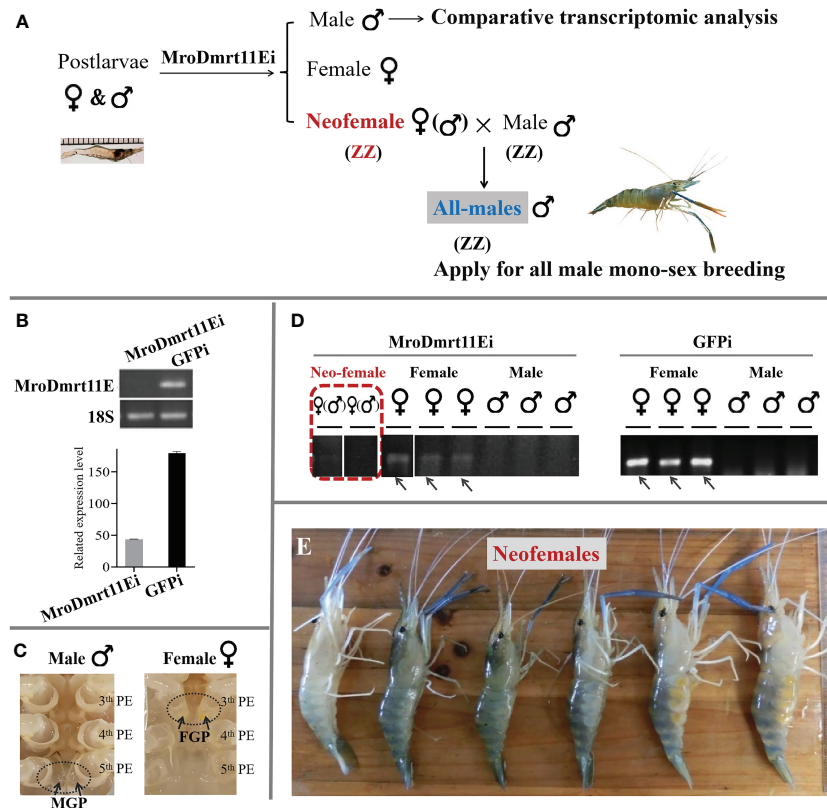 A
Male ♂ → Comparative transcriptomic analysis
Postlarvae
♀ & ♂
MroDmrt11Ei
Female ♀
Neofemale ♀(♂) × Male ♂
(ZZ) (ZZ)
All-males ♂
(ZZ)
Apply for all male mono-sex breeding
B
MroDmrt11Ei
GFPi
MroDmrt11E
18S
Related expression level
150
100
50
0
MroDmrt11Ei
GFPi
C
Male ♂ Female ♀
3th PE
4th PE
5th PE
MGP
3th PE
4th PE
5th PE
FGP
D
MroDmrt11Ei GFPi
Neo-female Female Male Female Male
♀(♂) ♀(♂) ♀ ♀ ♀ ♂ ♂ ♂ ♀ ♀ ♀ ♂ ♂ ♂
E
Neofemales